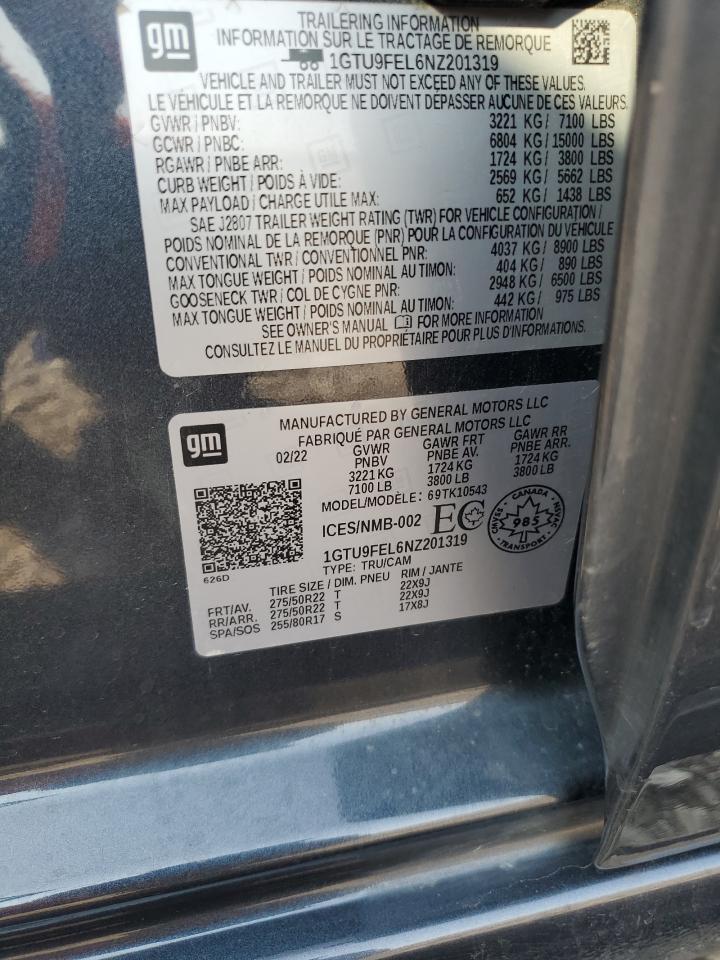 gm
TRAILERING INFORMATION
INFORMATION SUR LE TRACTAGE DE REMORQUE
1GTU9FEL6NZ201319
VEHICLE AND TRAILER MUST NOT EXCEED ANY OF THESE VALUES.
LE VÉHICULE ET LA REMORQUE NE DOIVENT DÉPASSER AUCUNE DE CES VALEURS.
GVWR / PNBV: 3221 KG / 7100 LBS
GCWR / PNBC: 6804 KG / 15000 LBS
RGAWR / PNBE ARR: 1724 KG / 3800 LBS
CURB WEIGHT / POIDS À VIDE: 2569 KG / 5662 LBS
MAX PAYLOAD / CHARGE UTILE MAX: 652 KG / 1438 LBS
SAE J2807 TRAILER WEIGHT RATING (TWR) FOR VEHICLE CONFIGURATION /
POIDS NOMINAL DE LA REMORQUE (PNR) POUR LA CONFIGURATION DU VÉHICULE
CONVENTIONAL TWR / CONVENTIONNEL PNR: 4037 KG / 8900 LBS
MAX TONGUE WEIGHT / POIDS NOMINAL AU TIMON: 404 KG / 890 LBS
GOOSENECK TWR / COL DE CYGNE PNR: 2948 KG / 6500 LBS
MAX TONGUE WEIGHT / POIDS NOMINAL AU TIMON: 442 KG / 975 LBS
SEE OWNER'S MANUAL FOR MORE INFORMATION
CONSULTEZ LE MANUEL DU PROPRIÉTAIRE POUR PLUS D'INFORMATIONS.
gm
MANUFACTURED BY GENERAL MOTORS LLC
FABRIQUÉ PAR GENERAL MOTORS LLC
02/22 GVWR GAWR FRT GAWR RR
PNBV PNBE AV. PNBE ARR.
3221 KG 1724 KG 1724 KG
7100 LB 3800 LB 3800 LB
MODEL/MODÈLE: 69TK10543
ICES/NMB-002 EC
CANADA
985
TRANSPORT
CMVSS
NSVAC
1GTU9FEL6NZ201319
TYPE: TRU/CAM
626D
TIRE SIZE / DIM. PNEU RIM / JANTE
FRT/AV. 275/50R22 T 22X9J
RR/ARR. 275/50R22 T 22X9J
SPA/SOS 255/80R17 S 17X8J